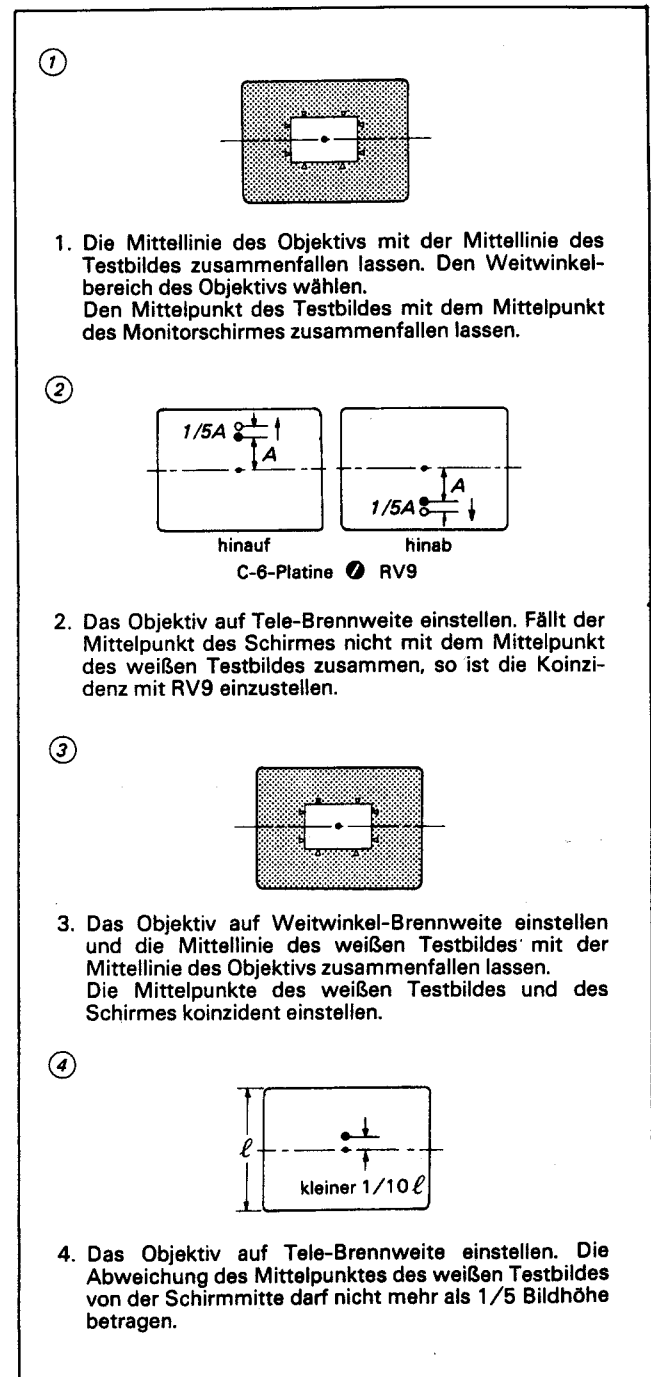 ①
1. Die Mittellinie des Objektivs mit der Mittellinie des
Testbildes zusammenfallen lassen. Den Weitwinkel-
bereich des Objektivs wählen.
Den Mittelpunkt des Testbildes mit dem Mittelpunkt
des Monitorschirmes zusammenfallen lassen.
②
1/5A
A
A
1/5A
hinauf
hinab
C-6-Platine RV9
2. Das Objektiv auf Tele-Brennweite einstellen. Fällt der
Mittelpunkt des Schirmes nicht mit dem Mittelpunkt
des weißen Testbildes zusammen, so ist die Koinzi-
denz mit RV9 einzustellen.
③
3. Das Objektiv auf Weitwinkel-Brennweite einstellen
und die Mittellinie des weißen Testbildes mit der
Mittellinie des Objektivs zusammenfallen lassen.
Die Mittelpunkte des weißen Testbildes und des
Schirmes koinzident einstellen.
④
ℓ
kleiner 1/10 ℓ
4. Das Objektiv auf Tele-Brennweite einstellen. Die
Abweichung des Mittelpunktes des weißen Testbildes
von der Schirmmitte darf nicht mehr als 1/5 Bildhöhe
betragen.